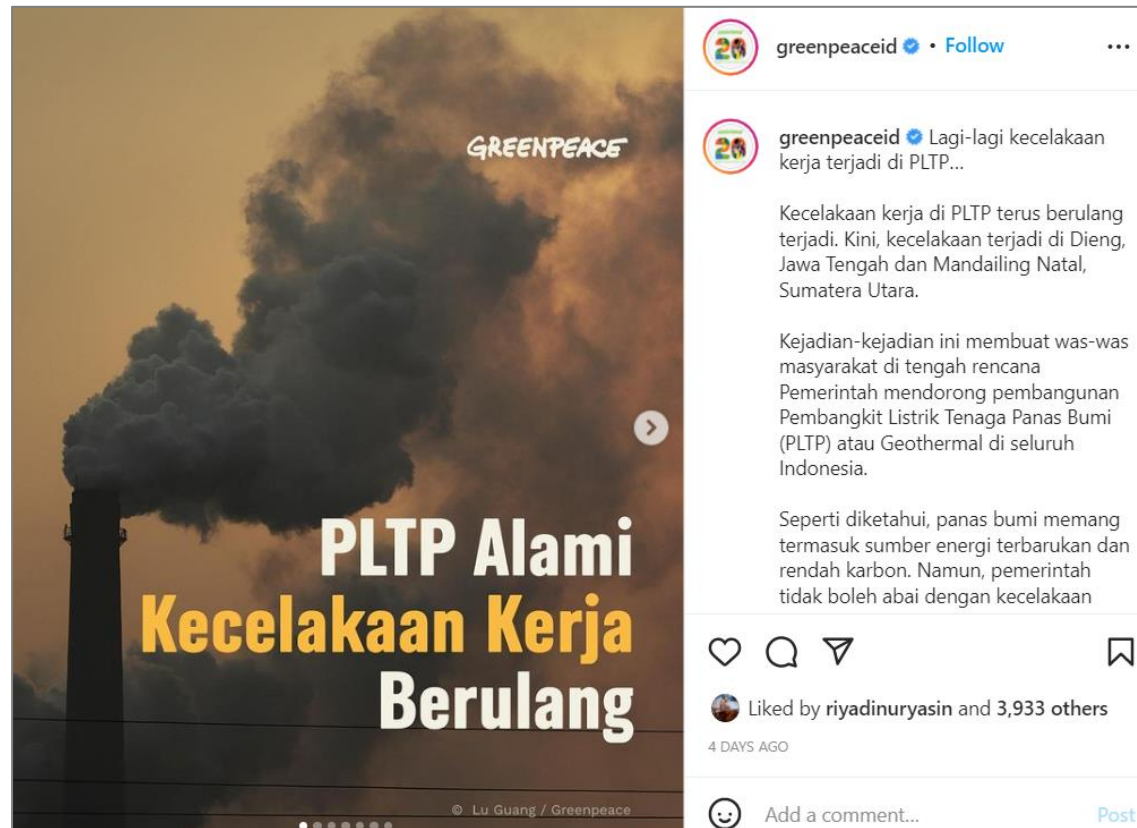 GREENPEACE
PLTP Alami
Kecelakaan Kerja
Berulang
© Lu Guang / Greenpeace
greenpeaceid • Follow
greenpeaceid Lagi-lagi kecelakaan
kerja terjadi di PLTP...
Kecelakaan kerja di PLTP terus berulang
terjadi. Kini, kecelakaan terjadi di Dieng,
Jawa Tengah dan Mandailing Natal,
Sumatera Utara.
Kejadian-kejadian ini membuat was-was
masyarakat di tengah rencana
Pemerintah mendorong pembangunan
Pembangkit Listrik Tenaga Panas Bumi
(PLTP) atau Geothermal di seluruh
Indonesia.
Seperti diketahui, panas bumi memang
termasuk sumber energi terbarukan dan
rendah karbon. Namun, pemerintah
tidak boleh abai dengan kecelakaan
Liked by riyadinuryasin and 3,933 others
4 DAYS AGO
Add a comment... Post